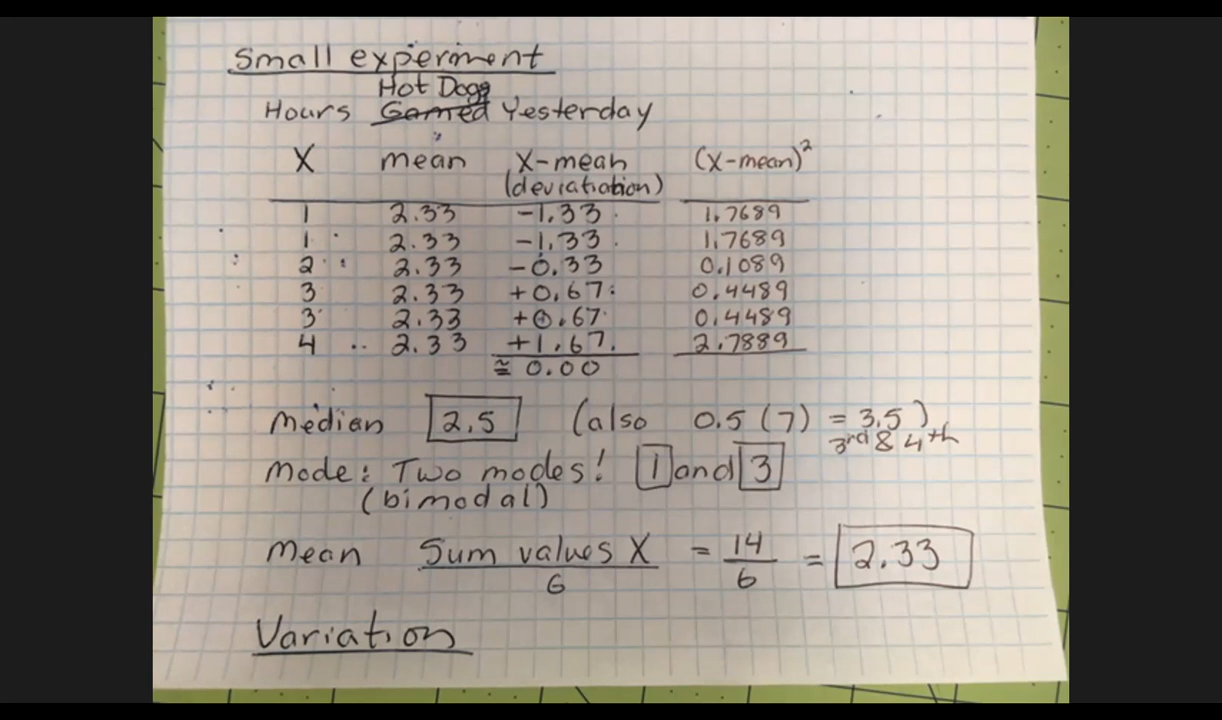 Small experiment
Hot Dogs
Hours Gamed Yesterday
X mean X-mean (X-mean)²
(deviatiation)
1 2.33 -1.33 1.7689
1 2.33 -1.33 1.7689
2 2.33 -0.33 0.1089
3 2.33 +0.67 0.4489
3 2.33 +0.67 0.4489
4 2.33 +1.67 2.7889
≅ 0.00
Median 2.5 (also 0.5 (7) = 3.5)
3rd & 4th
Mode: Two modes! 1 and 3
(bimodal)
Mean Sum values X = 14 = 2.33
6 6
Variation